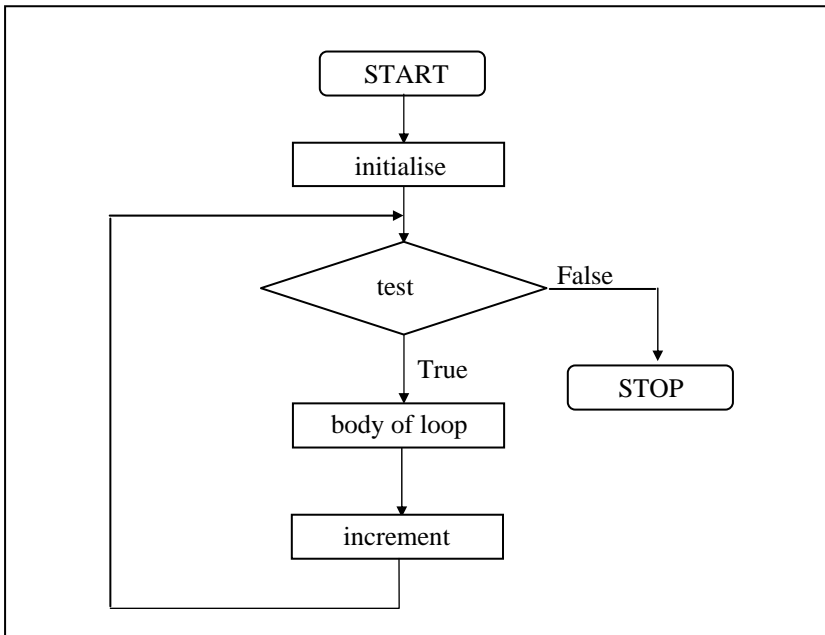 START
initialise
test
False
True
STOP
body of loop
increment